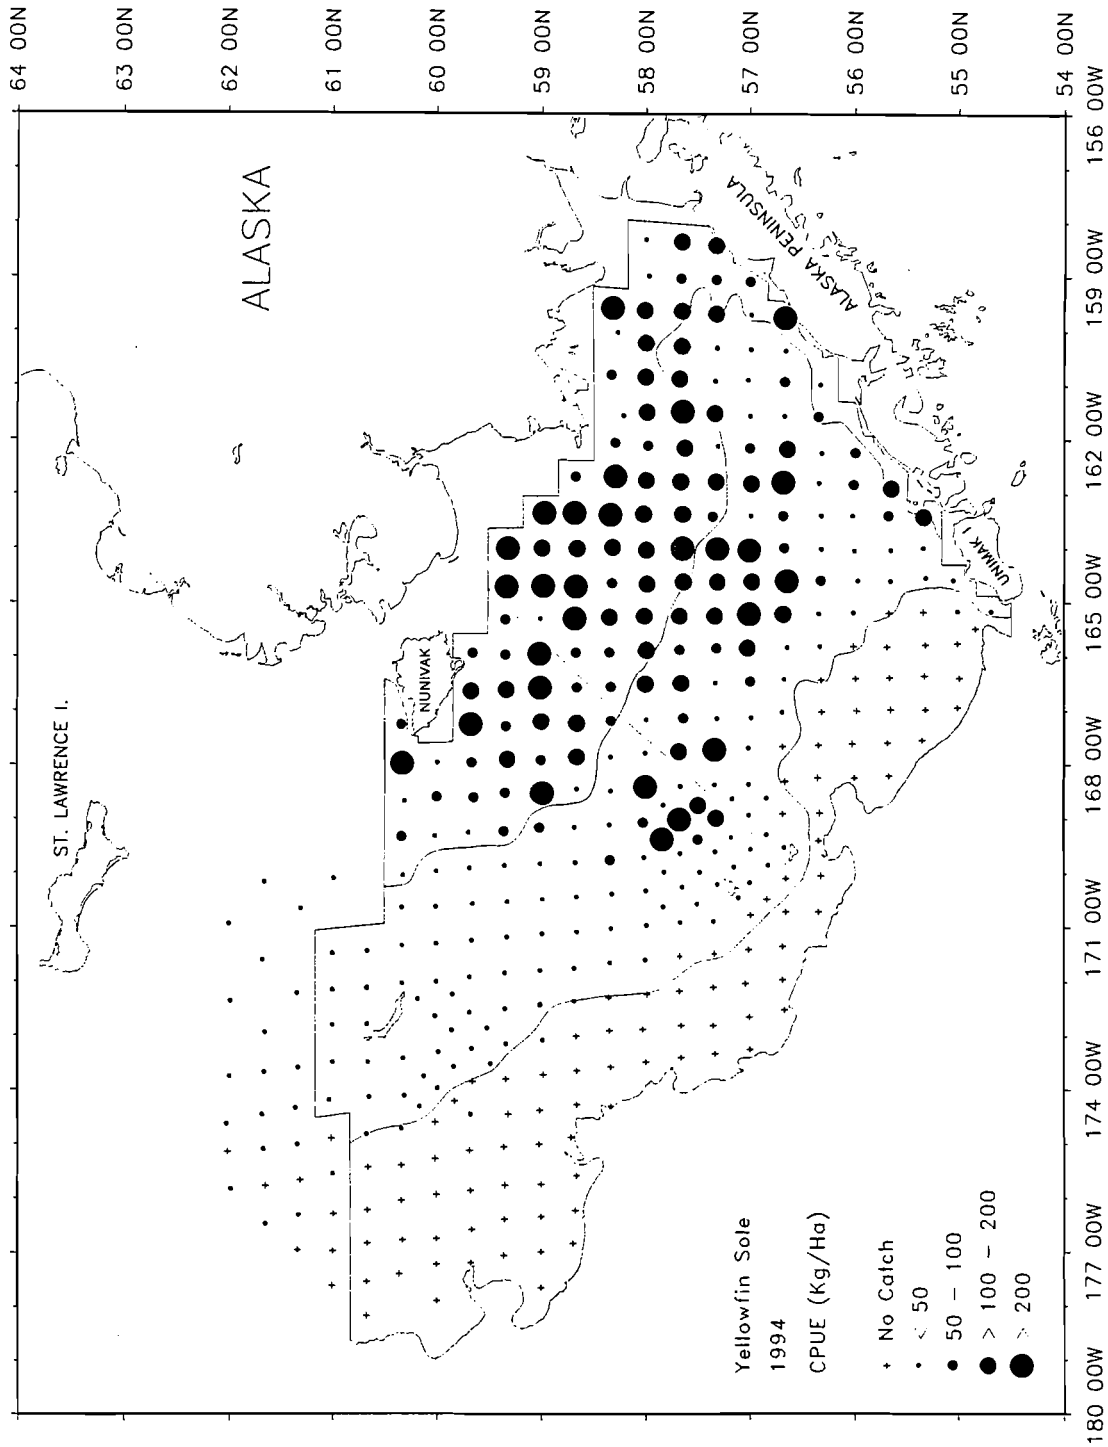 64 00N
63 00N
62 00N
61 00N
60 00N
59 00N
58 00N
57 00N
56 00N
55 00N
54 00N
180 00W
177 00W
174 00W
171 00W
168 00W
165 00W
162 00W
159 00W
156 00W
ST. LAWRENCE I.
ALASKA
NUNIVAK
ALASKA PENINSULA
UNIMAK I
Yellowfin Sole
1994
CPUE (Kg/Ha)
+ No Catch
< 50
50 - 100
> 100 - 200
> 200